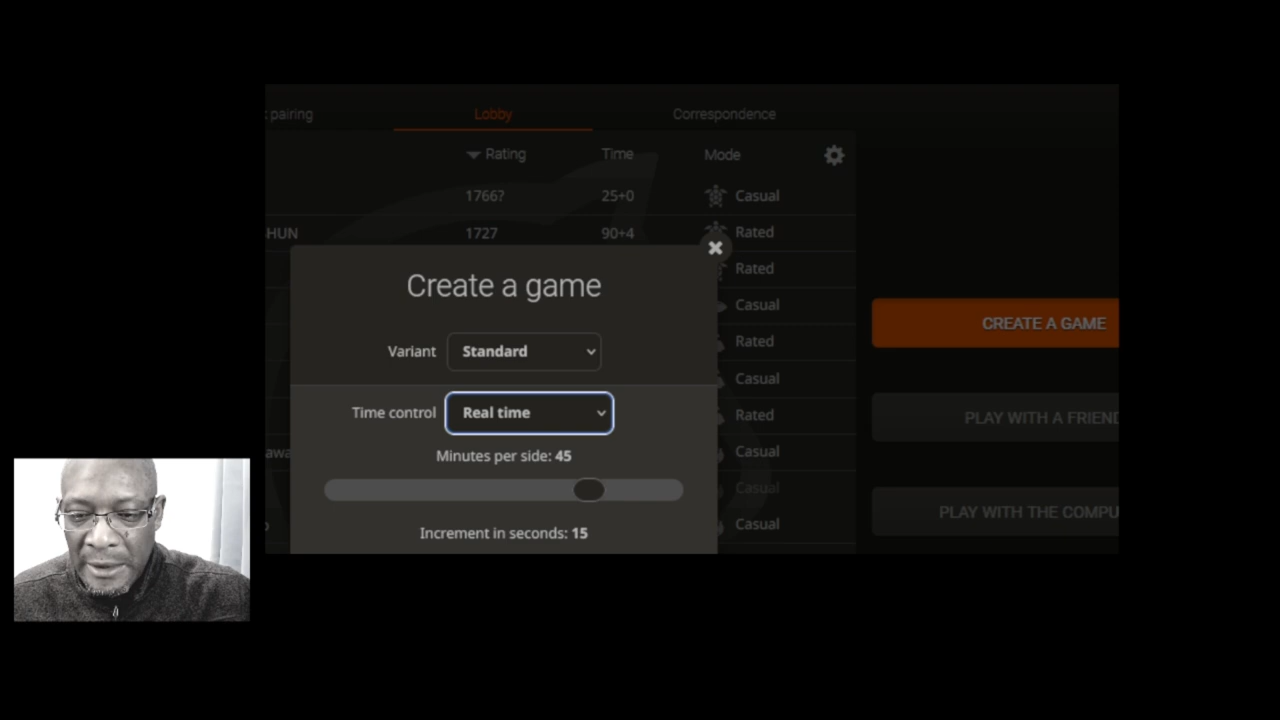 pairing
Lobby
Correspondence
Rating Time Mode
1766? 25+0 Casual
HUN 1727 90+4 Rated
Rated
Create a game
Casual
CREATE A GAME
Rated
Variant Standard
Casual
Time control Real time
Rated
PLAY WITH A FRIEND
Minutes per side: 45
Casual
Casual
PLAY WITH THE COMPU
Increment in seconds: 15
Casual